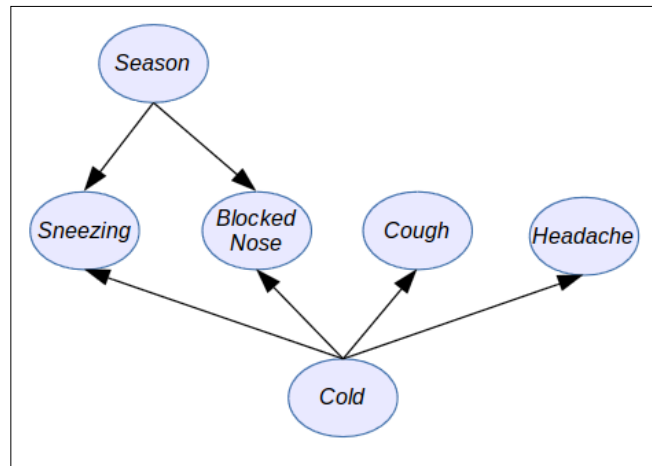 Season
Sneezing
Blocked
Nose
Cough
Headache
Cold